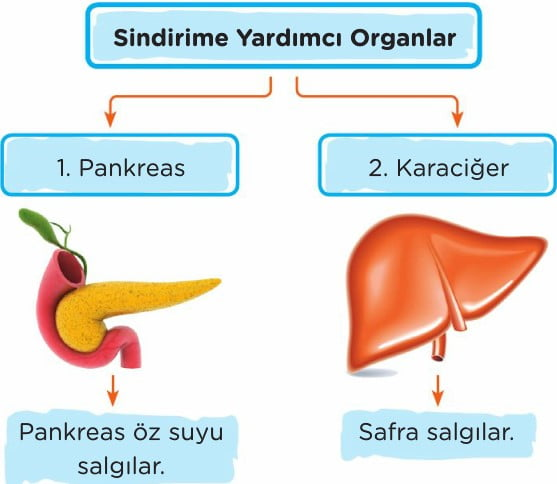 Sindirime Yardımcı Organlar
1. Pankreas
2. Karaciğer
Pankreas öz suyu
salgılar.
Safra salgılar.